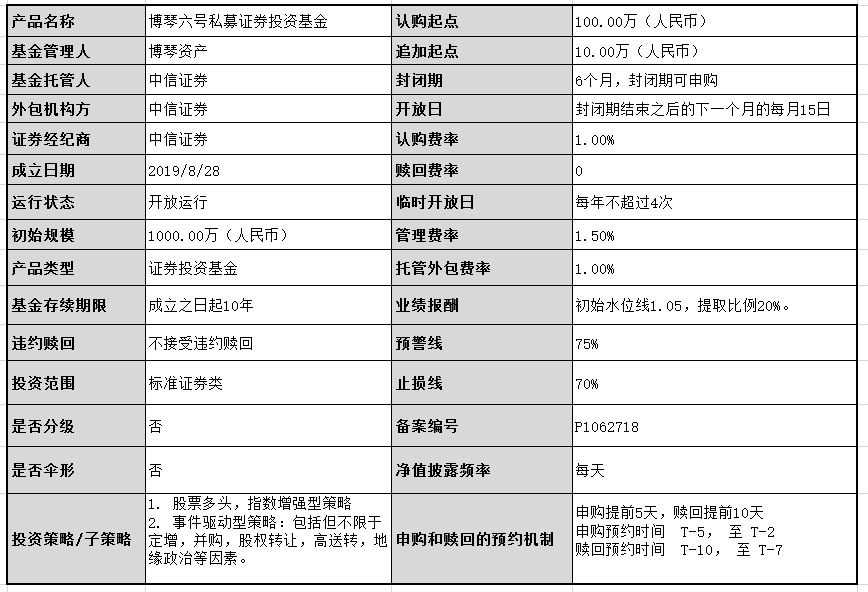 产品名称 博琴六号私募证券投资基金 认购起点 100.00万（人民币）
基金管理人 博琴资产 追加起点 10.00万（人民币）
基金托管人 中信证券 封闭期 6个月，封闭期可申购
外包机构方 中信证券 开放日 封闭期结束之后的下一个月的每月15日
证券经纪商 中信证券 认购费率 1.00%
成立日期 2019/8/28 赎回费率 0
运行状态 开放运行 临时开放日 每年不超过4次
初始规模 1000.00万（人民币） 管理费率 1.50%
产品类型 证券投资基金 托管外包费率 1.00%
基金存续期限 成立之日起10年 业绩报酬 初始水位线1.05，提取比例20%。
违约赎回 不接受违约赎回 预警线 75%
投资范围 标准证券类 止损线 70%
是否分级 否 备案编号 P1062718
是否伞形 否 净值披露频率 每天
投资策略/子策略
1. 股票多头，指数增强型策略
2. 事件驱动型策略：包括但不限于
定增，并购，股权转让，高送转，地
缘政治等因素。
申购和赎回的预约机制
申购提前5天，赎回提前10天
申购预约时间 T-5， 至 T-2
赎回预约时间 T-10， 至 T-7